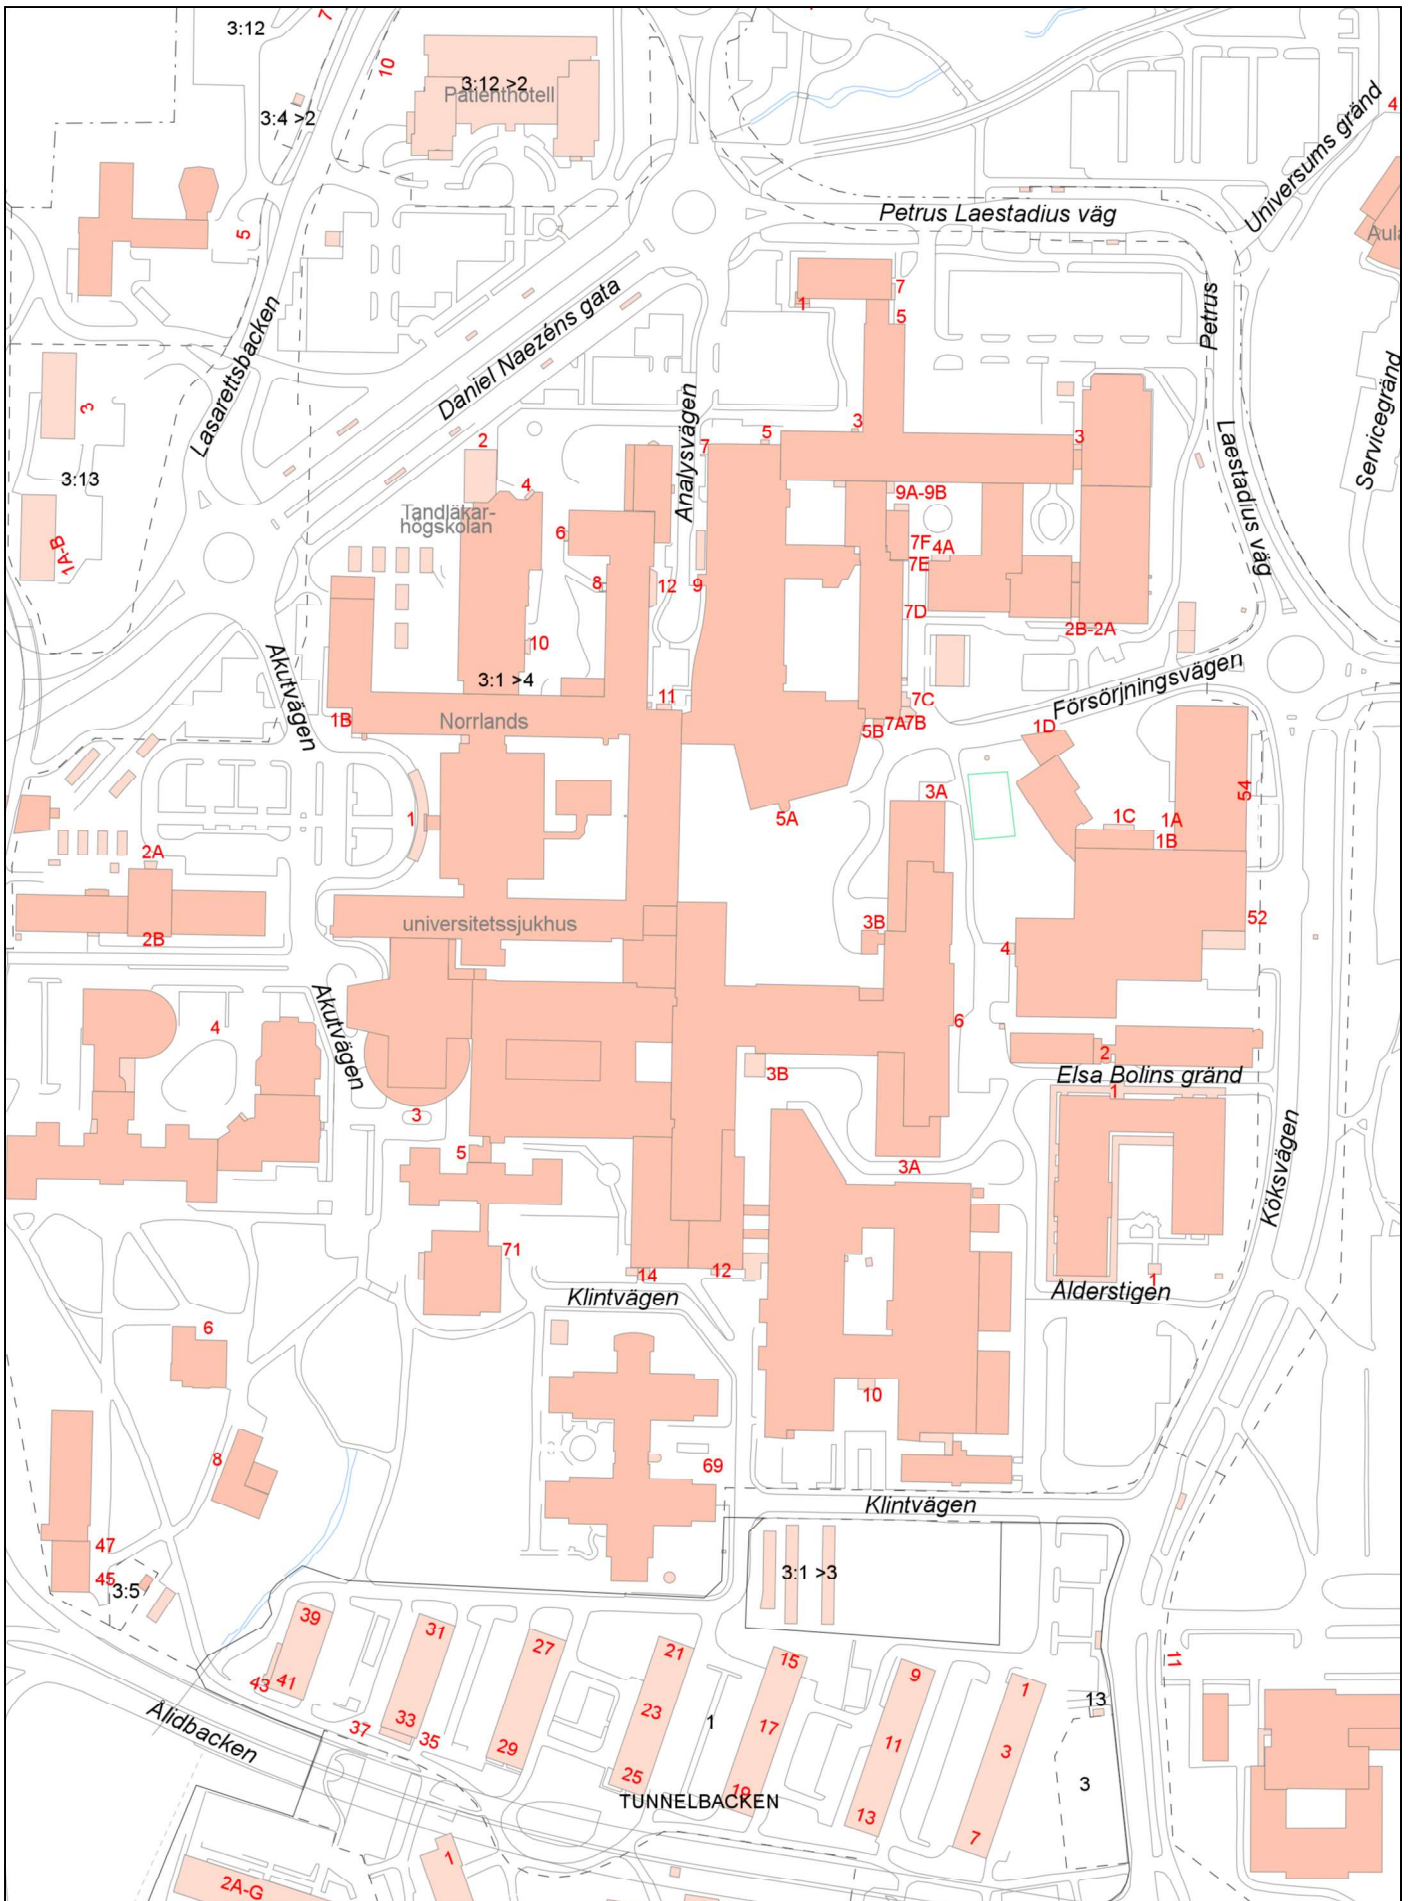 3:12
7
10
3:12 >2
Patienthotell
3:4 >2
4
Universums gränd
Petrus Laestadius väg
5
Aula
Lasarettsbacken
Daniel Naezéns gata
7
1
5
Petrus
Servicegränd
3
3:13
1A-B
Analysvägen
2
4
Tandläkar-
högskolan
7
5
3
3
Laestadius väg
9A-9B
6
7F
4A
7E
8
12
9
7D
2B-2A
10
3:1 >4
Akutvägen
11
Norrlands
1B
7C
7A
7B
5B
Försörjningsvägen
1D
54
3A
1
5A
1C
1A
1B
2A
2B
universitetssjukhus
3B
52
4
Akutvägen
4
6
2
3B
Elsa Bolins gränd
1
3
5
3A
Köksvägen
71
14
12
1
Klintvägen
Ålderstigen
6
10
8
69
Klintvägen
47
45
3:5
3:1 >3
39
31
27
21
15
9
1
11
43
41
33
37
35
29
23
25
1
17
19
11
13
3
7
13
3
Ålidbacken
TUNNELBACKEN
1
2A-G